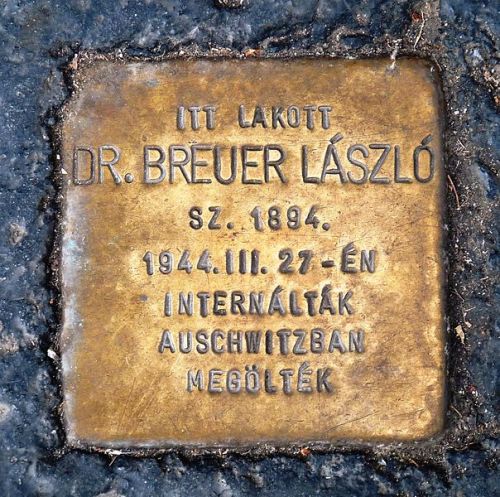 ITT LAKOTT
DR. BREUER LÁSZLÓ
SZ. 1894.
1944.III. 27-ÉN
INTERNÁLTÁK
AUSCHWITZBAN
MEGÖLTÉK